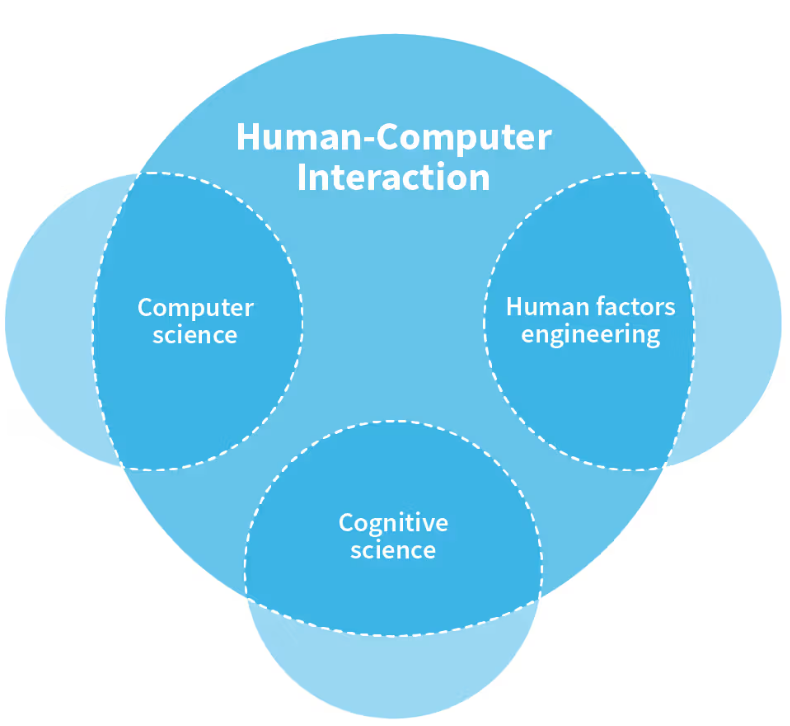 Human-Computer
Interaction
Computer
science
Human factors
engineering
Cognitive
science